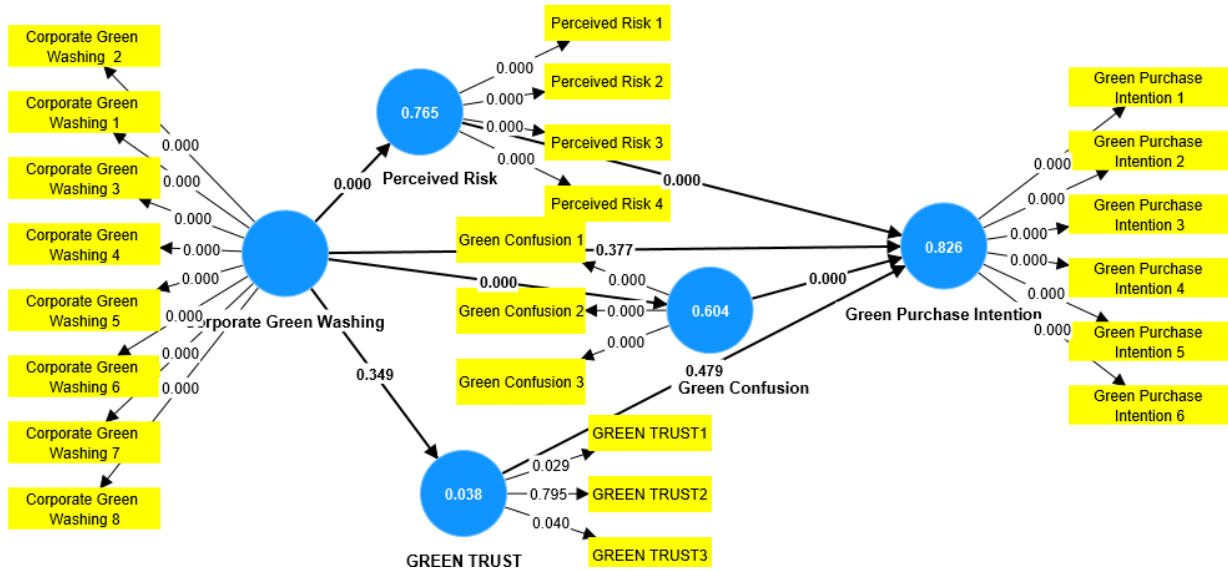 Corporate Green
Washing 2
Corporate Green
Washing 1
Corporate Green
Washing 3
Corporate Green
Washing 4
Corporate Green
Washing 5
Corporate Green
Washing 6
Corporate Green
Washing 7
Corporate Green
Washing 8
0.000
0.000
0.000
0.000
0.000
0.000
0.000
0.000
Corporate Green Washing
0.000
0.765
Perceived Risk
0.000
0.000
0.000
0.000
Perceived Risk 1
Perceived Risk 2
Perceived Risk 3
Perceived Risk 4
0.000
0.377
0.000
0.000
0.479
0.349
Green Confusion 1
Green Confusion 2
Green Confusion 3
0.000
0.000
0.000
0.604
Green Confusion
0.038
GREEN TRUST
0.029
0.795
0.040
GREEN TRUST1
GREEN TRUST2
GREEN TRUST3
0.826
Green Purchase Intention
0.000
0.000
0.000
0.000
0.000
0.000
Green Purchase
Intention 1
Green Purchase
Intention 2
Green Purchase
Intention 3
Green Purchase
Intention 4
Green Purchase
Intention 5
Green Purchase
Intention 6